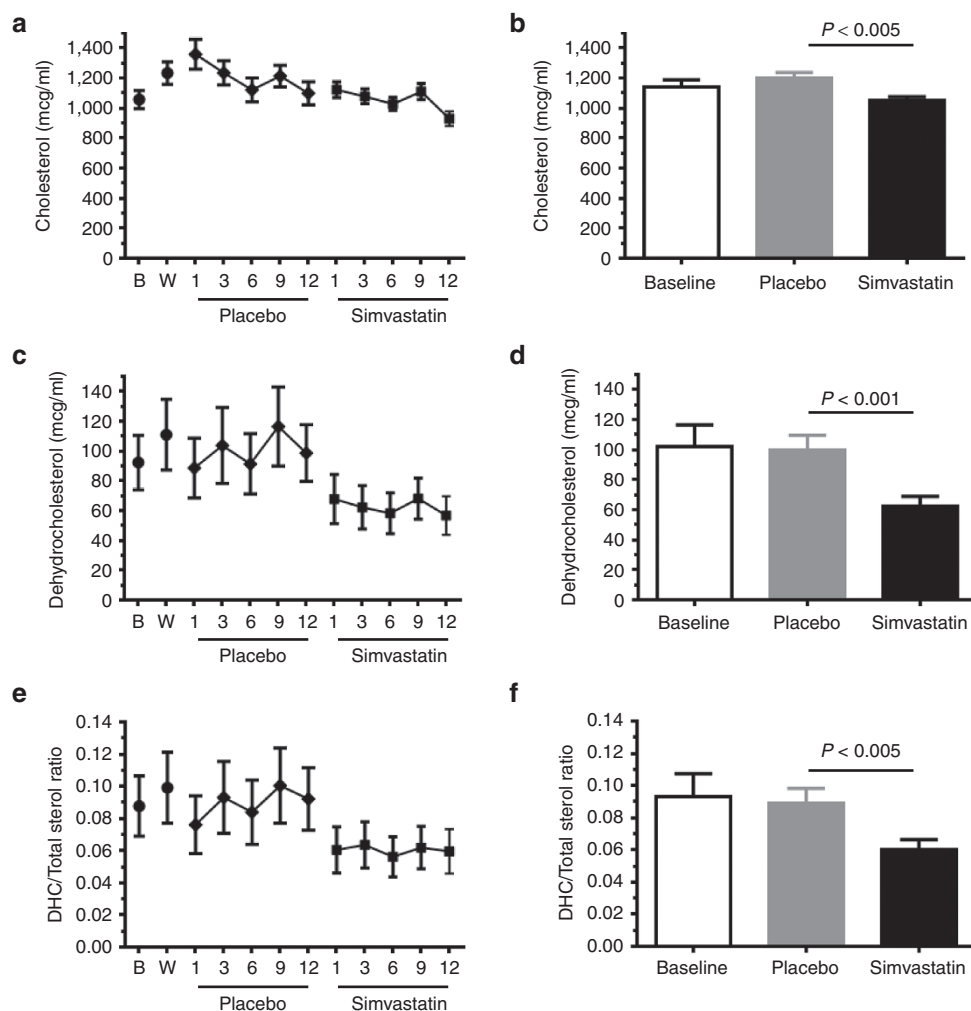 a
Cholesterol (mcg/ml)
1,400
1,200
1,000
800
600
400
200
0
B W 1 3 6 9 12 1 3 6 9 12
Placebo Simvastatin
b
Cholesterol (mcg/ml)
1,400
1,200
1,000
800
600
400
200
0
P < 0.005
Baseline Placebo Simvastatin
c
Dehydrocholesterol (mcg/ml)
140
120
100
80
60
40
20
0
B W 1 3 6 9 12 1 3 6 9 12
Placebo Simvastatin
d
Dehydrocholesterol (mcg/ml)
140
120
100
80
60
40
20
0
P < 0.001
Baseline Placebo Simvastatin
e
DHC/Total sterol ratio
0.14
0.12
0.10
0.08
0.06
0.04
0.02
0.00
B W 1 3 6 9 12 1 3 6 9 12
Placebo Simvastatin
f
DHC/Total sterol ratio
0.14
0.12
0.10
0.08
0.06
0.04
0.02
0.00
P < 0.005
Baseline Placebo Simvastatin